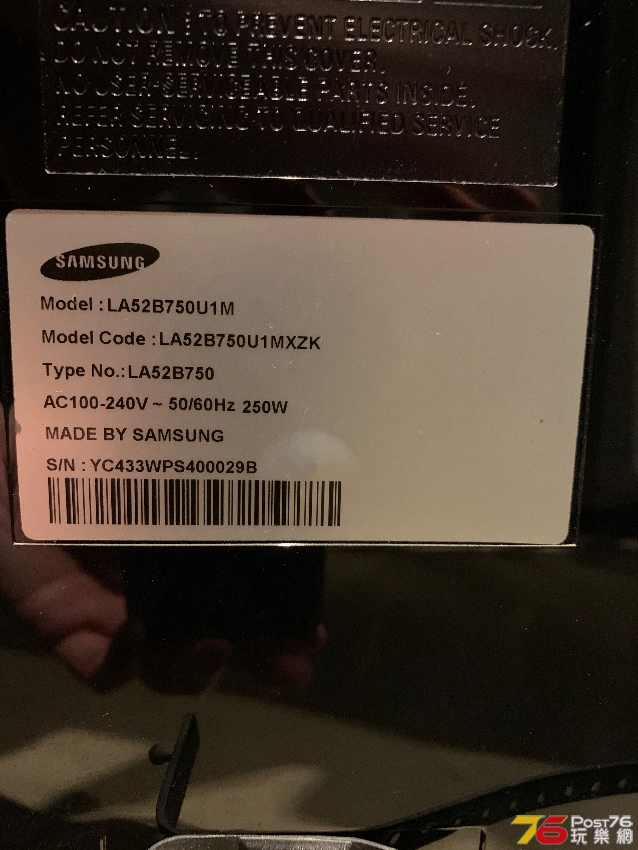 CAUTION : TO PREVENT ELECTRICAL SHOCK,
DO NOT REMOVE THIS COVER.
NO USER-SERVICEABLE PARTS INSIDE.
REFER SERVICING TO QUALIFIED SERVICE
PERSONNEL.
SAMSUNG
Model : LA52B750U1M
Model Code : LA52B750U1MXZK
Type No.: LA52B750
AC100-240V ~ 50/60Hz 250W
MADE BY SAMSUNG
S/N : YC433WPS400029B
76 Post76
玩樂網